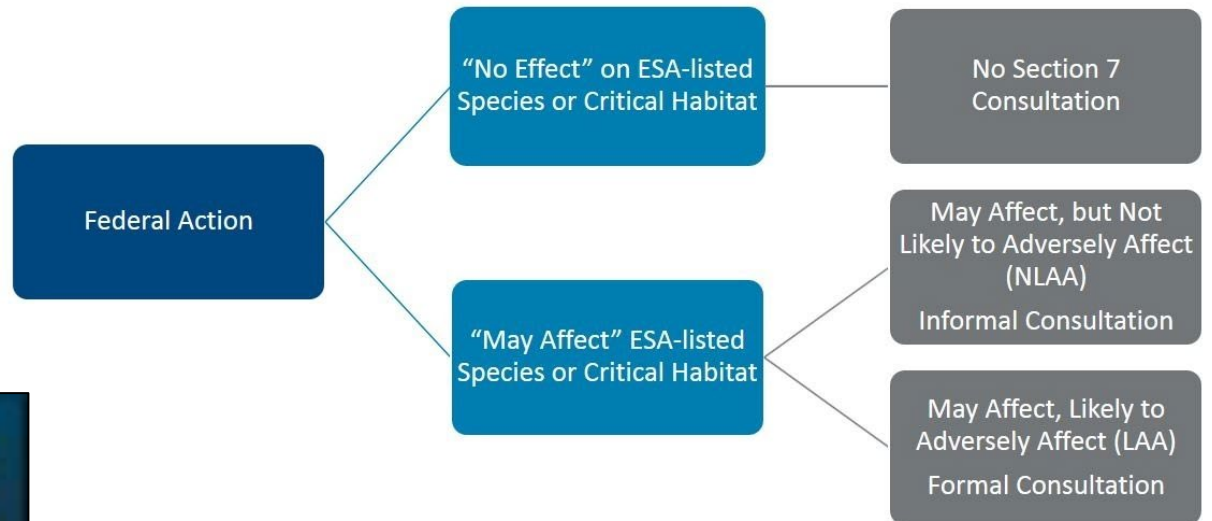 Federal Action
“No Effect” on ESA-listed
Species or Critical Habitat
No Section 7
Consultation
“May Affect” ESA-listed
Species or Critical Habitat
May Affect, but Not
Likely to Adversely Affect
(NLAA)
Informal Consultation
May Affect, Likely to
Adversely Affect (LAA)
Formal Consultation